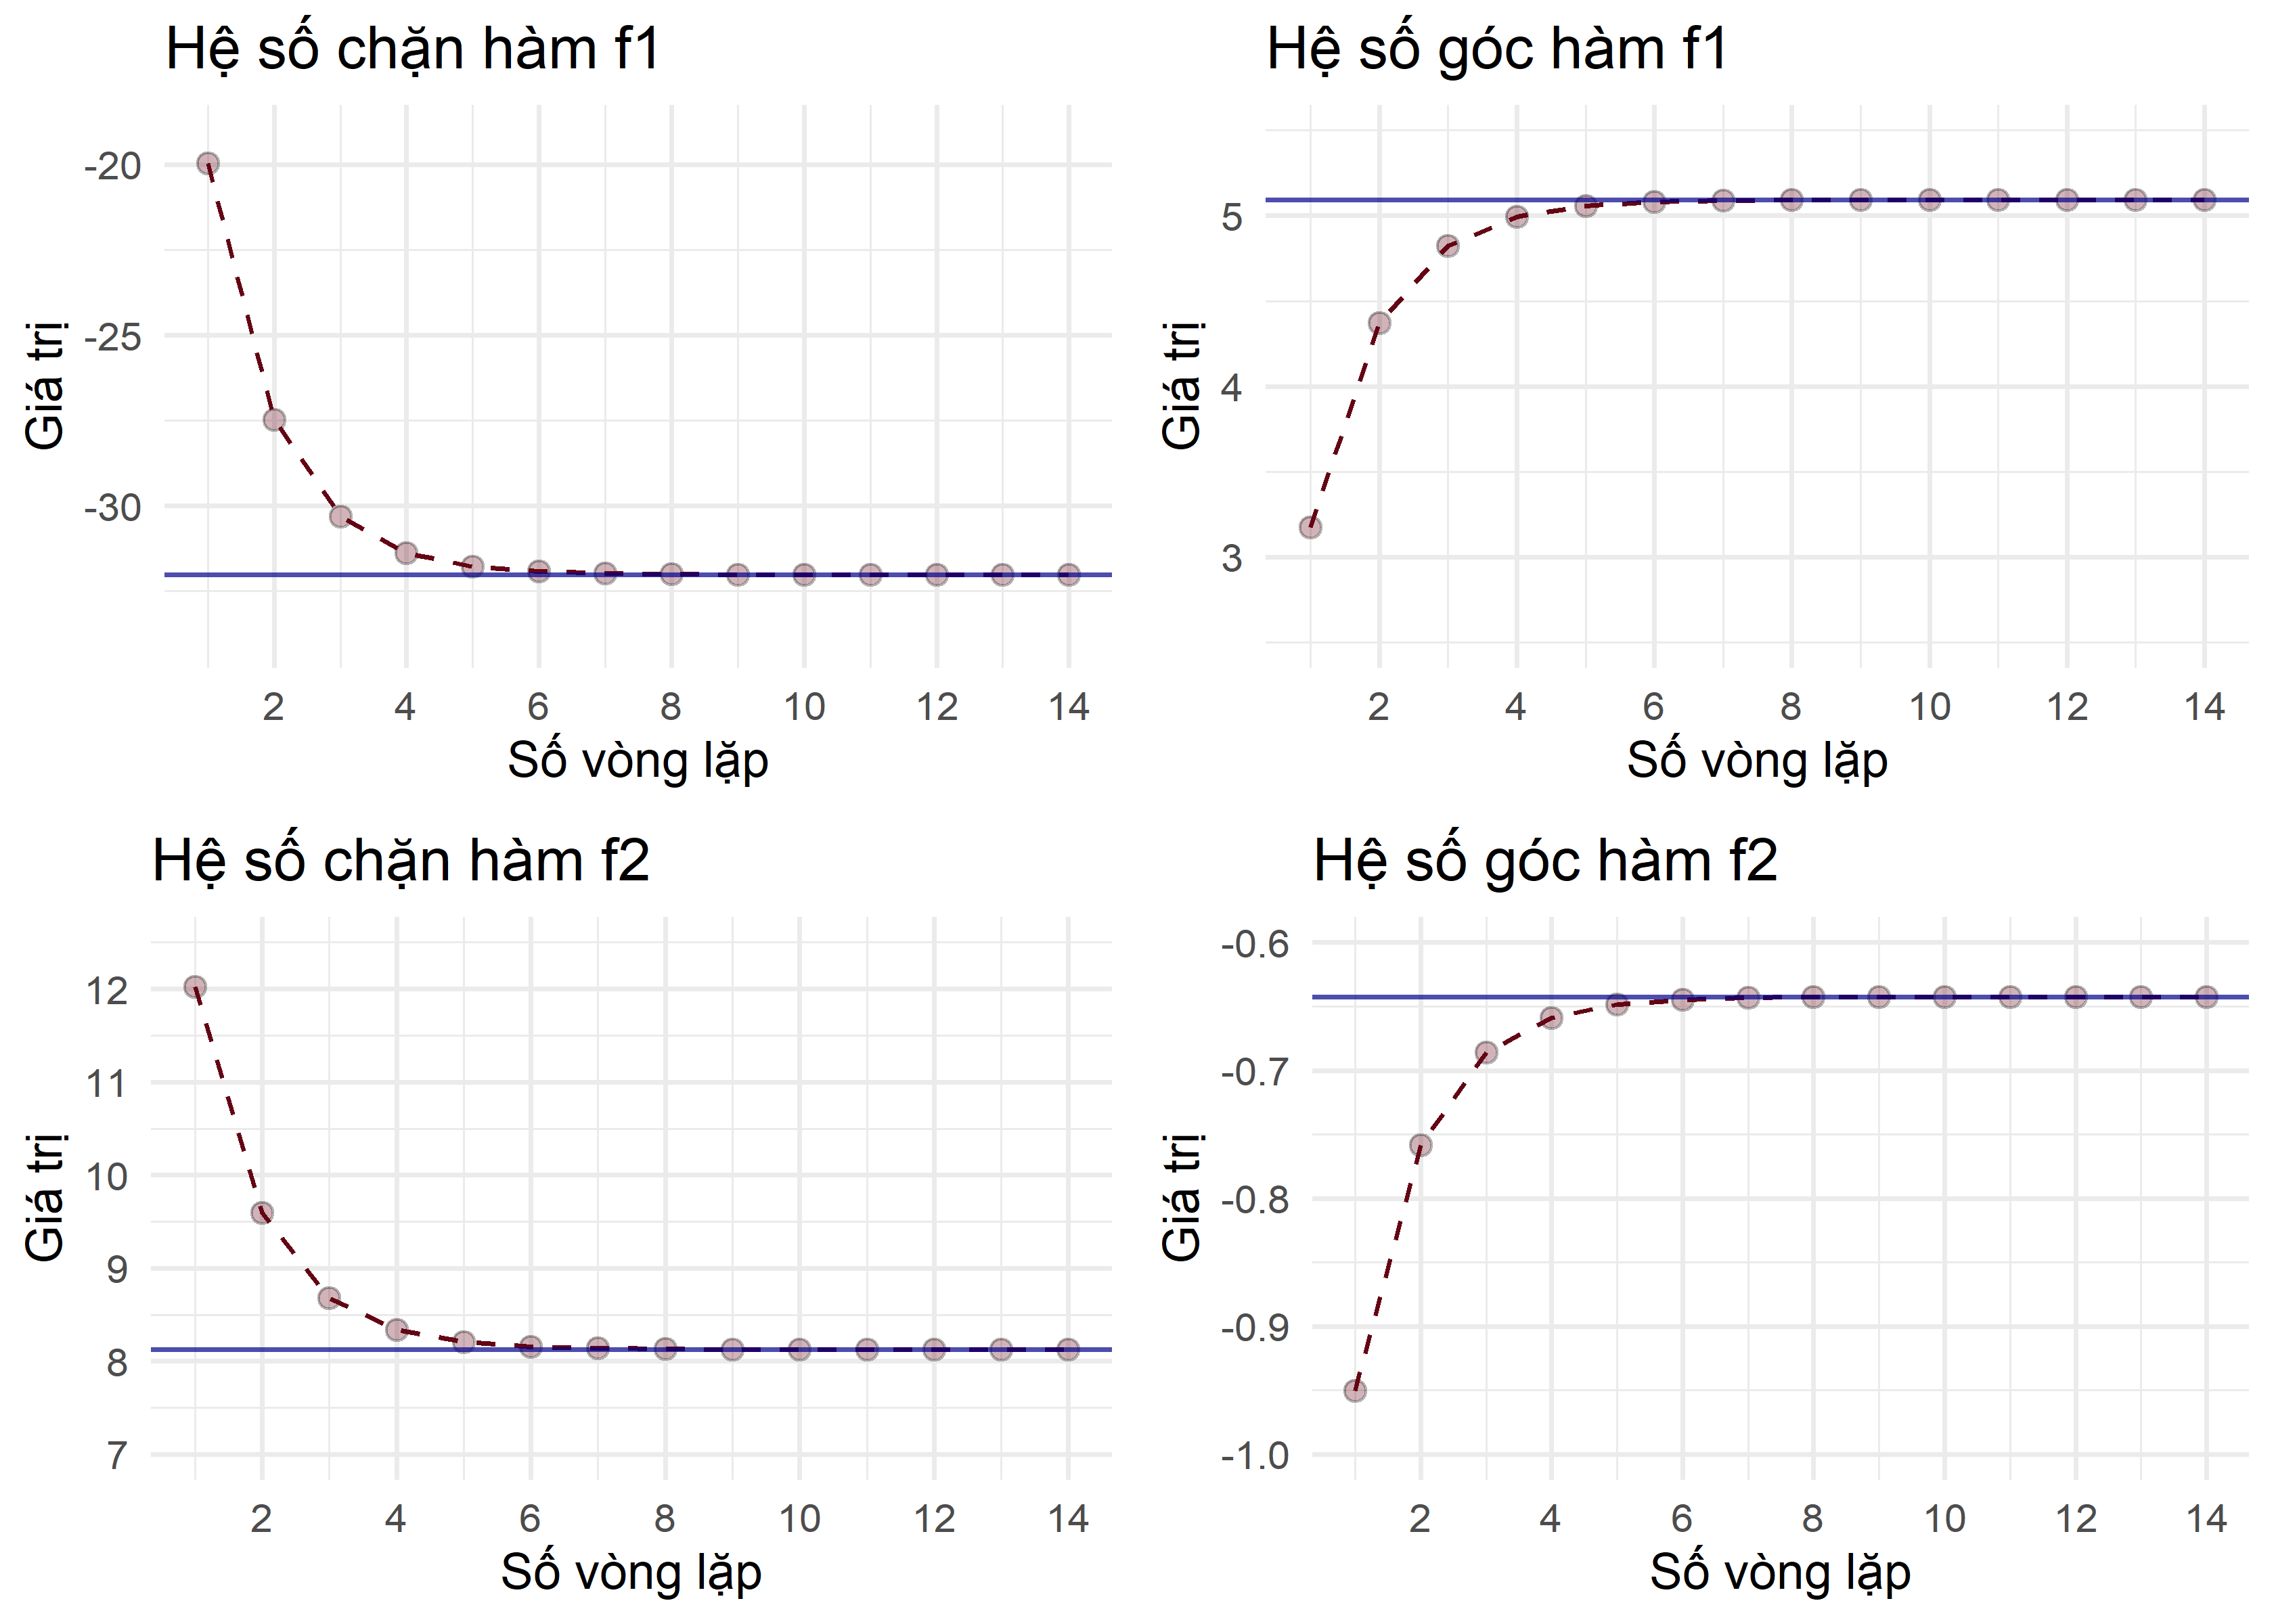 Hệ số chặn hàm f1
Giá trị
-20
-25
-30
2 4 6 8 10 12 14
Số vòng lặp
Hệ số góc hàm f1
Giá trị
5
4
3
2 4 6 8 10 12 14
Số vòng lặp
Hệ số chặn hàm f2
Giá trị
12
11
10
9
8
7
2 4 6 8 10 12 14
Số vòng lặp
Hệ số góc hàm f2
Giá trị
-0.6
-0.7
-0.8
-0.9
-1.0
2 4 6 8 10 12 14
Số vòng lặp